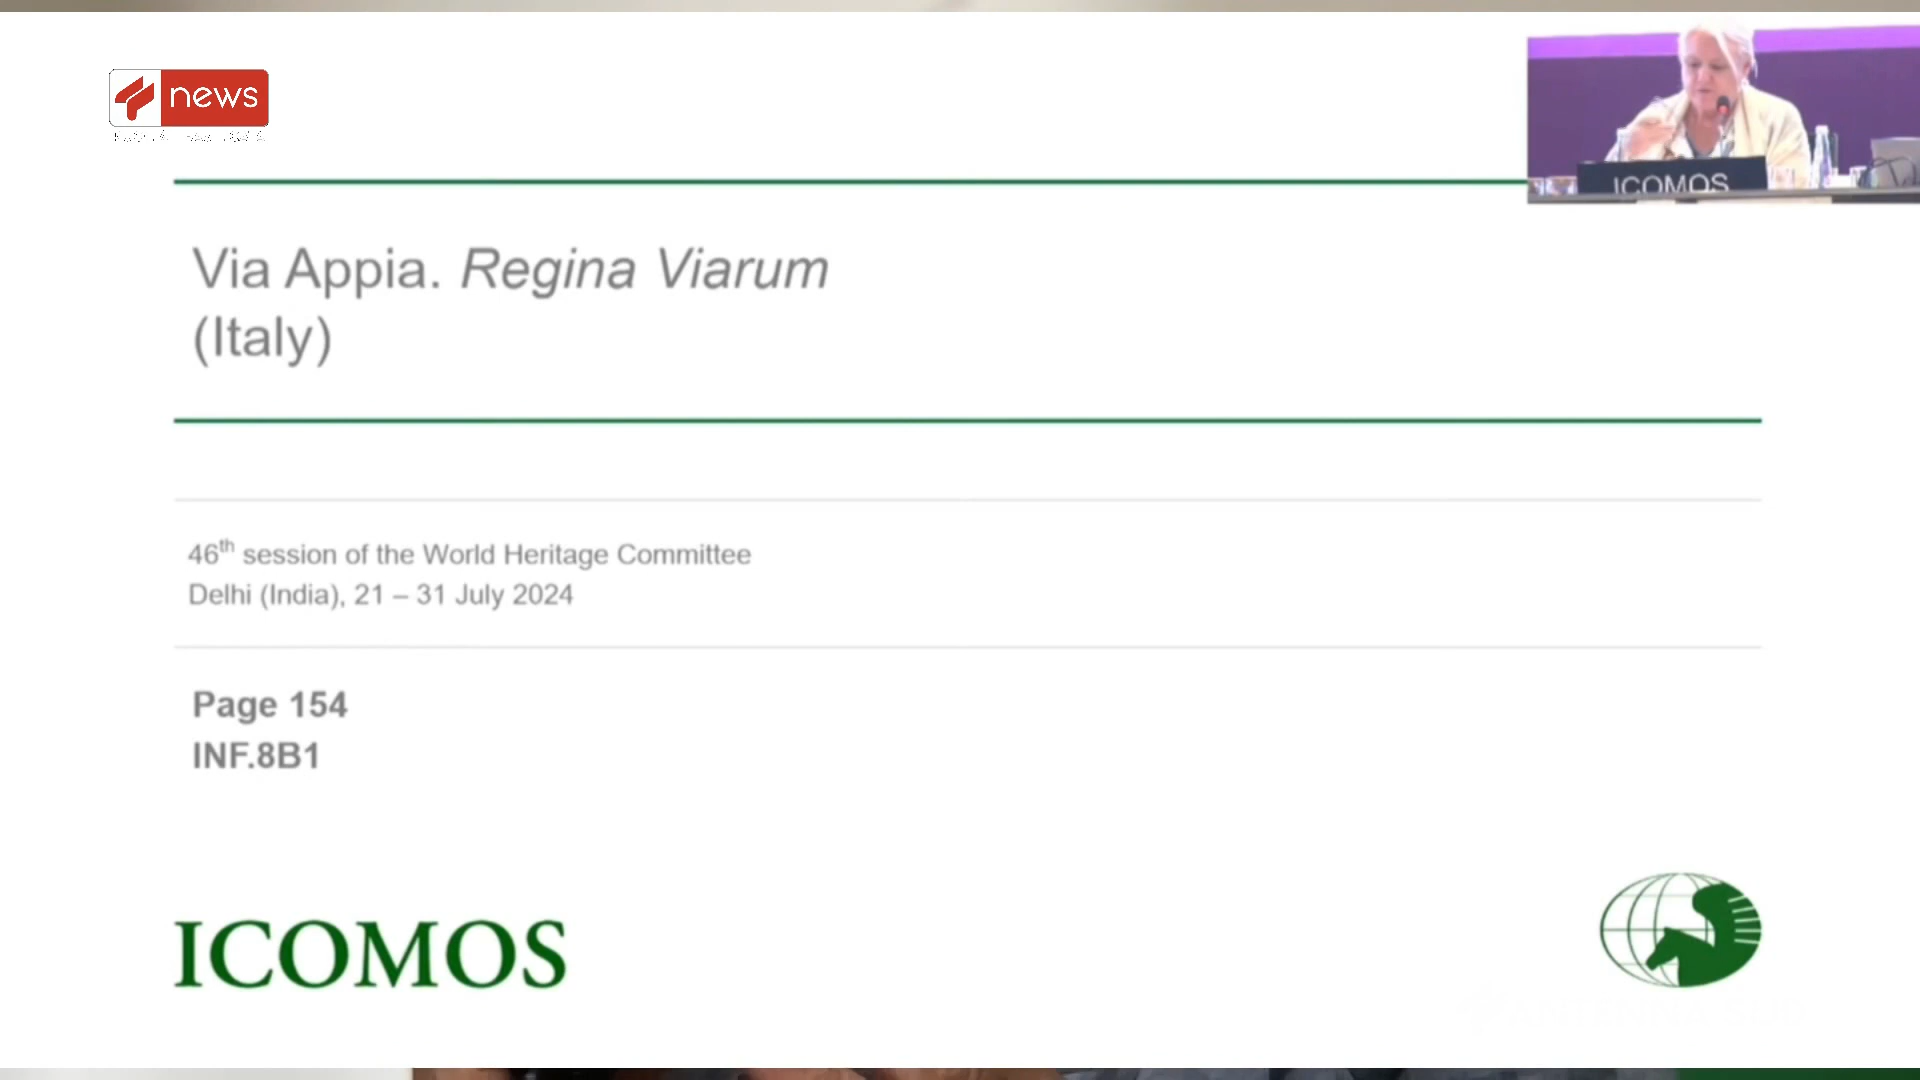 news
ICOMOS
Via Appia. Regina Viarum
(Italy)
46th session of the World Heritage Committee
Delhi (India), 21 – 31 July 2024
Page 154
INF.8B1
ICOMOS